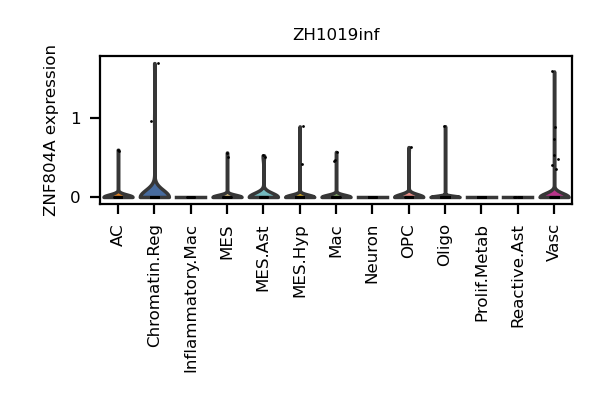 ZH1019inf
ZNF804A expression
1
0
AC
Chromatin.Reg
Inflammatory.Mac
MES
MES.Ast
MES.Hyp
Mac
Neuron
OPC
Oligo
Prolif.Metab
Reactive.Ast
Vasc